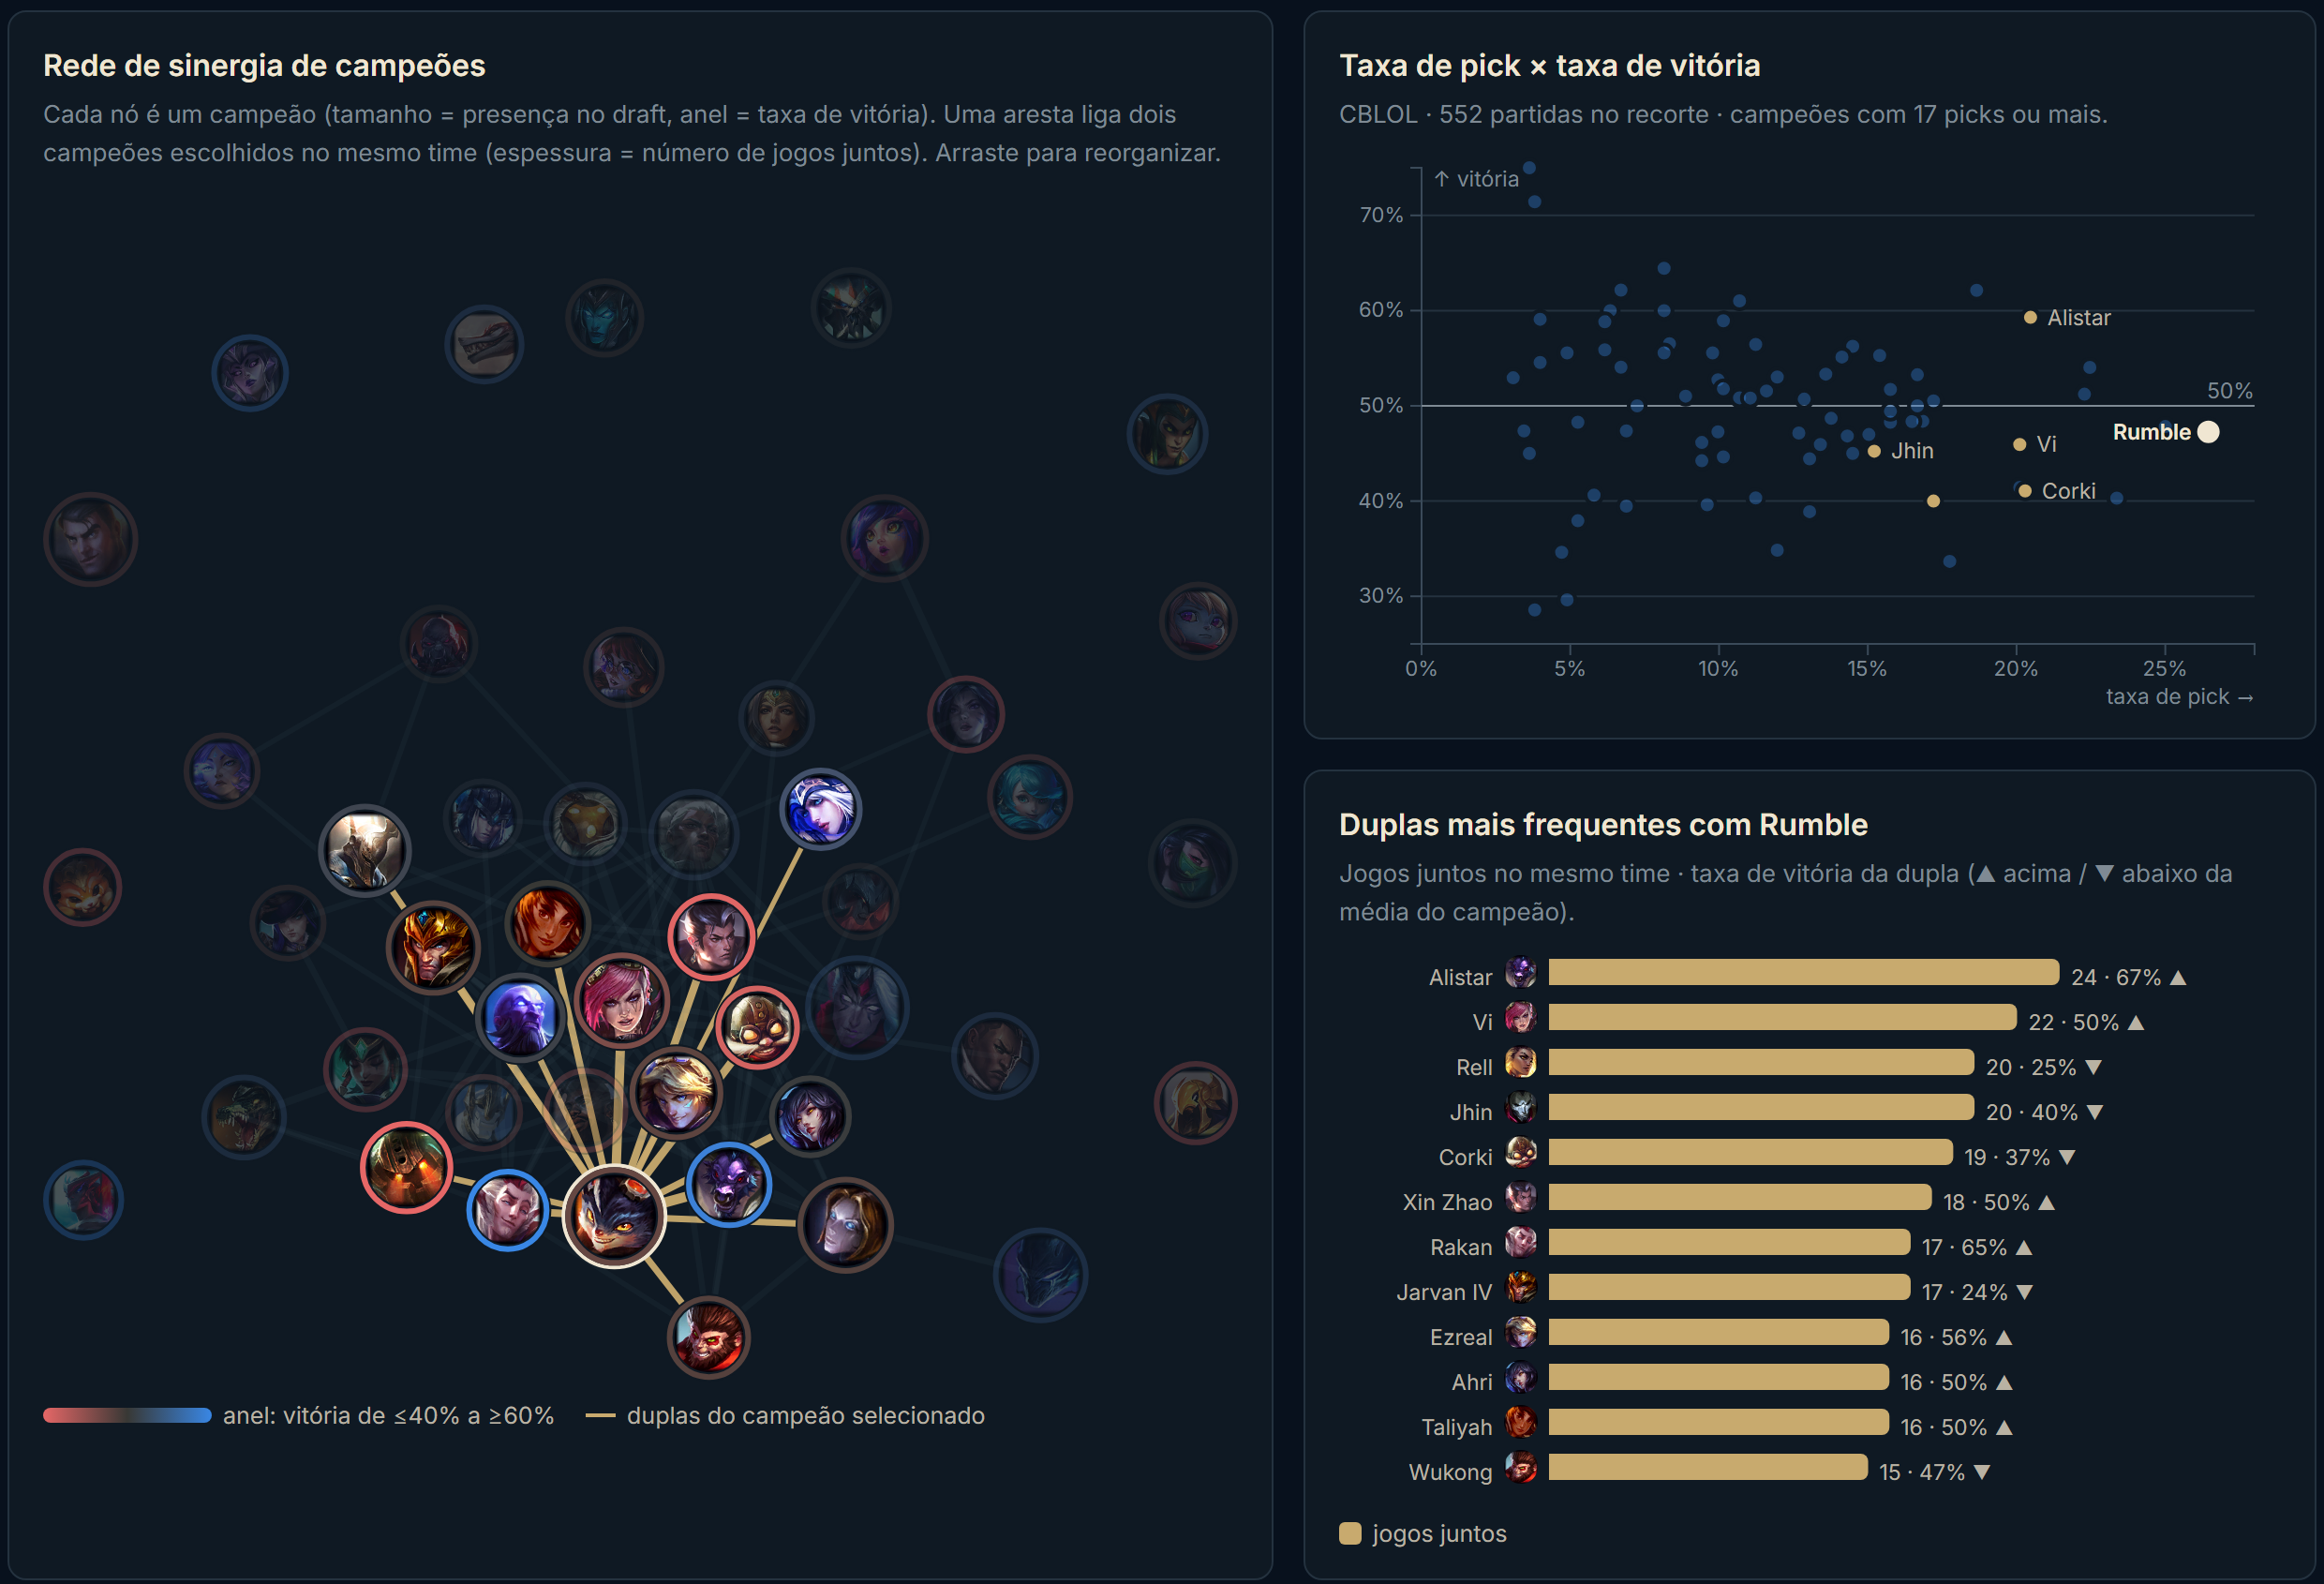 Rede de sinergia de campeões
Cada nó é um campeão (tamanho = presença no draft, anel = taxa de vitória). Uma aresta liga dois
campeões escolhidos no mesmo time (espessura = número de jogos juntos). Arraste para reorganizar.
anel: vitória de ≤40% a ≥60%
duplas do campeão selecionado
Taxa de pick × taxa de vitória
CBLOL · 552 partidas no recorte · campeões com 17 picks ou mais.
↑ vitória
70%
60%
50%
40%
30%
Alistar
50%
Rumble
Vi
Jhin
Corki
0%
5%
10%
15%
20%
25%
taxa de pick →
Duplas mais frequentes com Rumble
Jogos juntos no mesmo time · taxa de vitória da dupla (▲ acima / ▼ abaixo da
média do campeão).
Alistar 24 · 67% ▲
Vi 22 · 50% ▲
Rell 20 · 25% ▼
Jhin 20 · 40% ▼
Corki 19 · 37% ▼
Xin Zhao 18 · 50% ▲
Rakan 17 · 65% ▲
Jarvan IV 17 · 24% ▼
Ezreal 16 · 56% ▲
Ahri 16 · 50% ▲
Taliyah 16 · 50% ▲
Wukong 15 · 47% ▼
jogos juntos